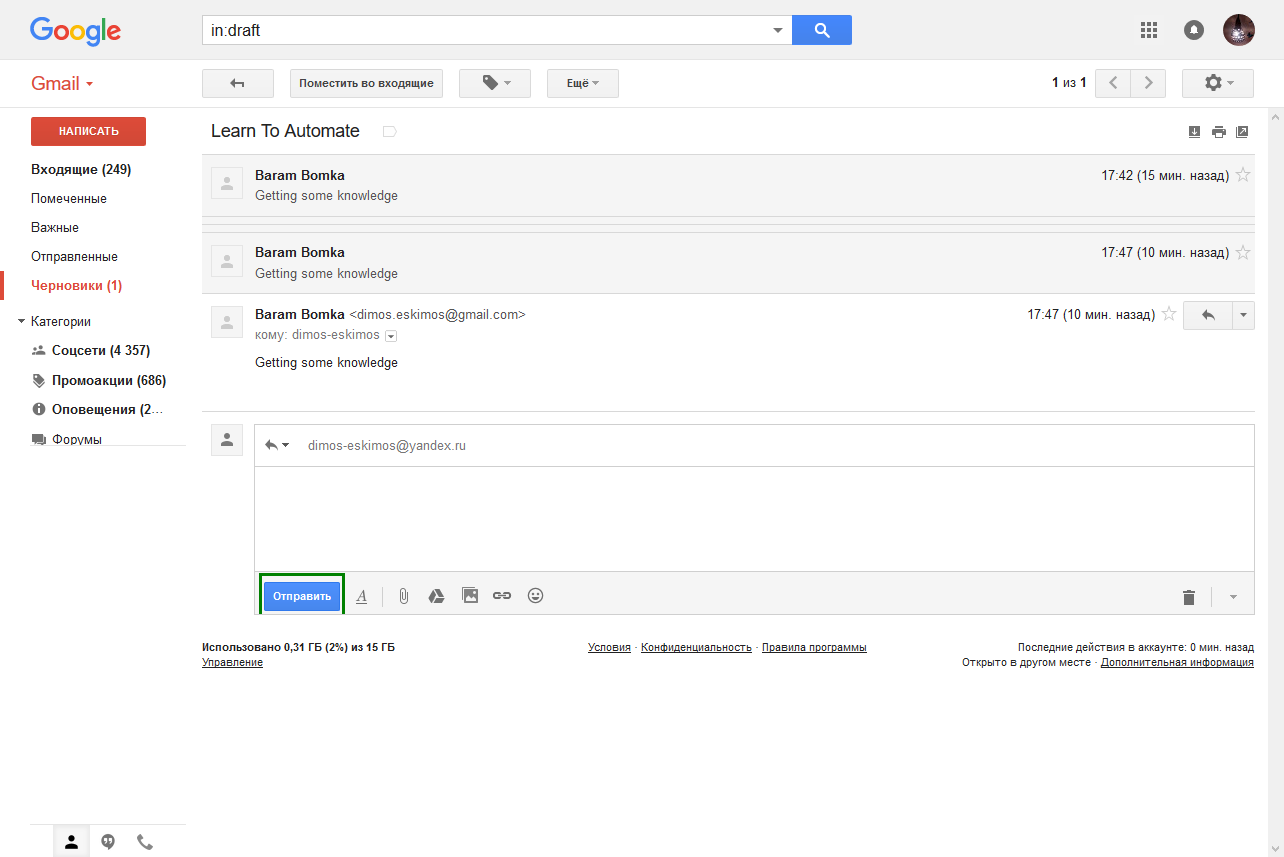 Google
in:draft
Gmail
Поместить во входящие
Ещё
1 из 1
НАПИСАТЬ
Входящие (249)
Помеченные
Важные
Отправленные
Черновики (1)
Категории
Соцсети (4 357)
Промоакции (686)
Оповещения (2…
Форумы
Learn To Automate
Baram Bomka
17:42 (15 мин. назад)
Getting some knowledge
Baram Bomka
17:47 (10 мин. назад)
Getting some knowledge
Baram Bomka <dimos.eskimos@gmail.com>
17:47 (10 мин. назад)
кому: dimos-eskimos
Getting some knowledge
dimos-eskimos@yandex.ru
Отправить
A
Использовано 0,31 ГБ (2%) из 15 ГБ
Управление
Условия · Конфиденциальность · Правила программы
Последние действия в аккаунте: 0 мин. назад
Открыто в другом месте · Дополнительная информация